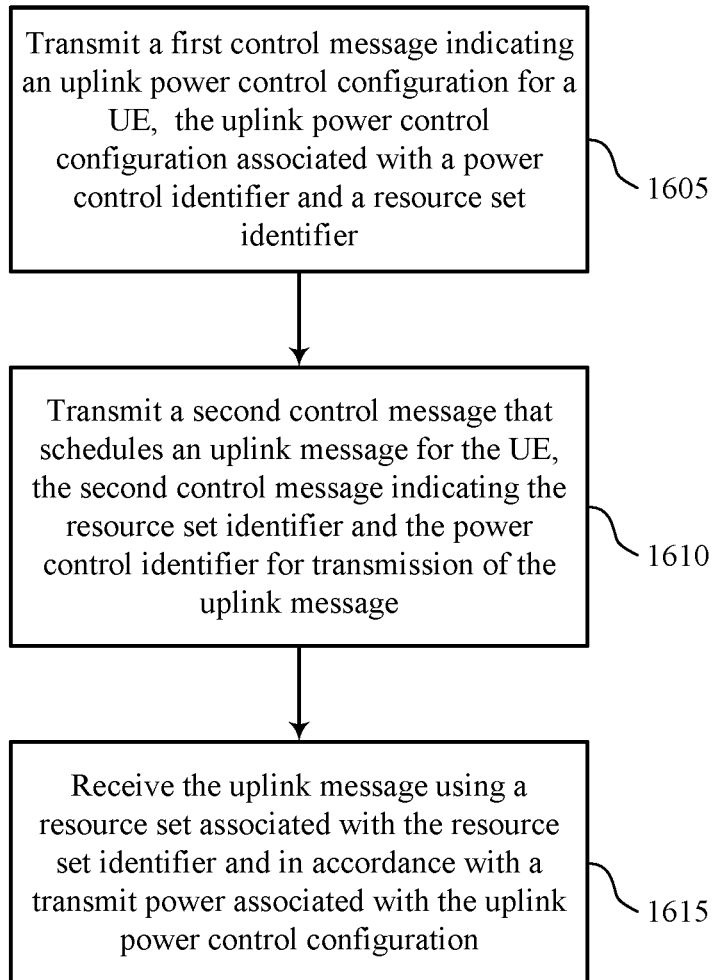 Transmit a first control message indicating
an uplink power control configuration for a
UE, the uplink power control
configuration associated with a power
control identifier and a resource set
identifier
1605
Transmit a second control message that
schedules an uplink message for the UE,
the second control message indicating the
resource set identifier and the power
control identifier for transmission of the
uplink message
1610
Receive the uplink message using a
resource set associated with the resource
set identifier and in accordance with a
transmit power associated with the uplink
power control configuration
1615